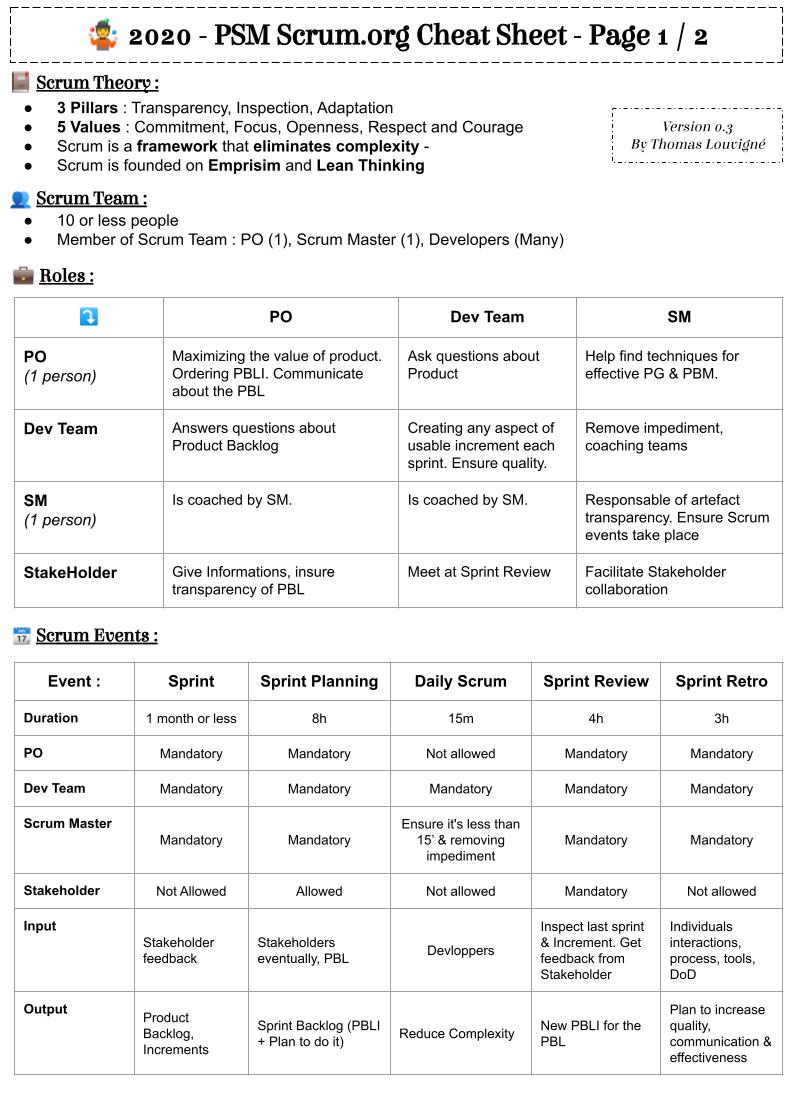 2020 - PSM Scrum.org Cheat Sheet - Page 1 / 2
Scrum Theory :
● 3 Pillars : Transparency, Inspection, Adaptation
● 5 Values : Commitment, Focus, Openness, Respect and Courage
● Scrum is a framework that eliminates complexity -
● Scrum is founded on Emprisim and Lean Thinking
Version 0.3
By Thomas Louvigné
Scrum Team :
● 10 or less people
● Member of Scrum Team : PO (1), Scrum Master (1), Developers (Many)
Roles :
PO
Dev Team
SM
PO
(1 person)
Maximizing the value of product.
Ordering PBLI. Communicate
about the PBL
Ask questions about
Product
Help find techniques for
effective PG & PBM.
Dev Team
Answers questions about
Product Backlog
Creating any aspect of
usable increment each
sprint. Ensure quality.
Remove impediment,
coaching teams
SM
(1 person)
Is coached by SM.
Is coached by SM.
Responsable of artefact
transparency. Ensure Scrum
events take place
StakeHolder
Give Informations, insure
transparency of PBL
Meet at Sprint Review
Facilitate Stakeholder
collaboration
Scrum Events :
Event :
Sprint
Sprint Planning
Daily Scrum
Sprint Review
Sprint Retro
Duration
1 month or less
8h
15m
4h
3h
PO
Mandatory
Mandatory
Not allowed
Mandatory
Mandatory
Dev Team
Mandatory
Mandatory
Mandatory
Mandatory
Mandatory
Scrum Master
Mandatory
Mandatory
Ensure it's less than
15' & removing
impediment
Mandatory
Mandatory
Stakeholder
Not Allowed
Allowed
Not allowed
Mandatory
Not allowed
Input
Stakeholder
feedback
Stakeholders
eventually, PBL
Devloppers
Inspect last sprint
& Increment. Get
feedback from
Stakeholder
Individuals
interactions,
process, tools,
DoD
Output
Product
Backlog,
Increments
Sprint Backlog (PBLI
+ Plan to do it)
Reduce Complexity
New PBLI for the
PBL
Plan to increase
quality,
communication &
effectiveness